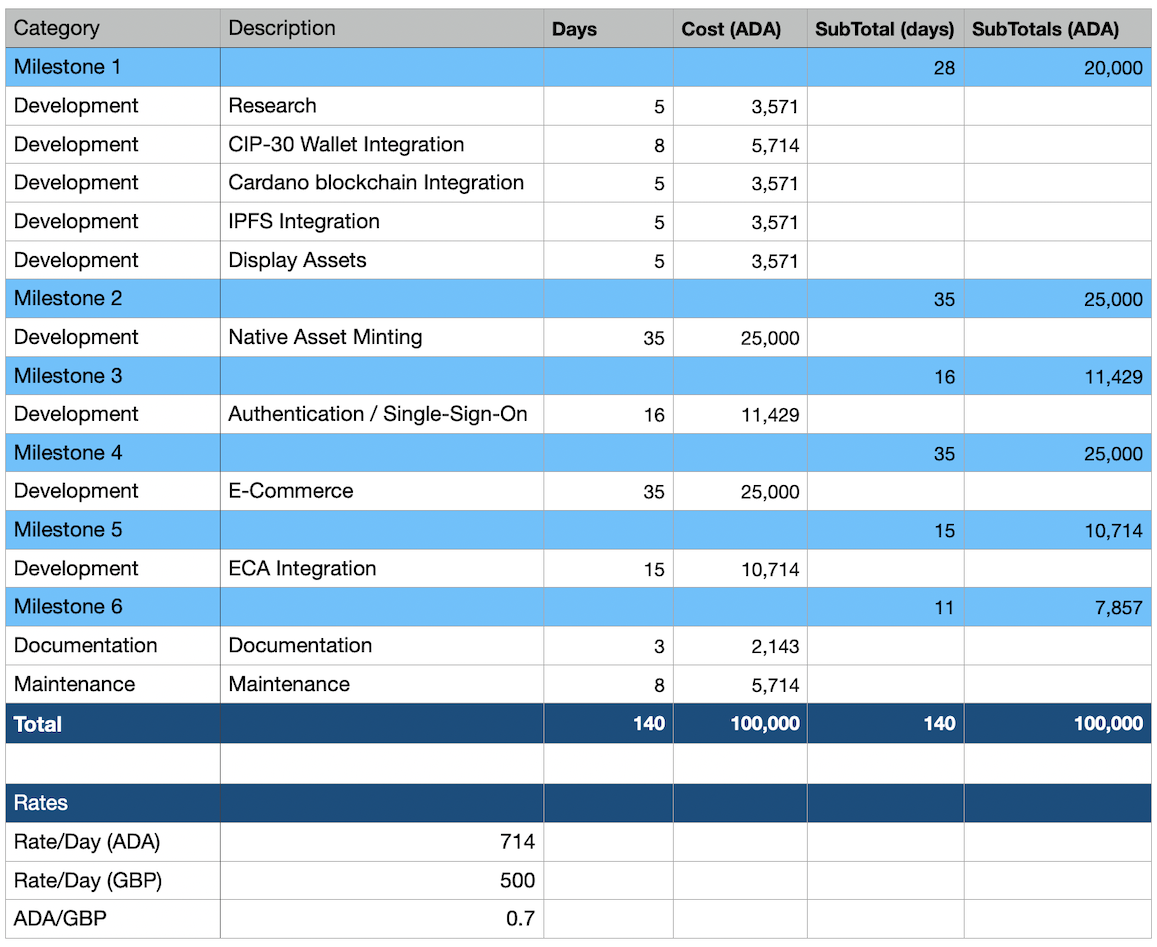 Category Description Days Cost (ADA) SubTotal (days) SubTotals (ADA)
Milestone 1 28 20,000
Development Research 5 3,571
Development CIP-30 Wallet Integration 8 5,714
Development Cardano blockchain Integration 5 3,571
Development IPFS Integration 5 3,571
Development Display Assets 5 3,571
Milestone 2 35 25,000
Development Native Asset Minting 35 25,000
Milestone 3 16 11,429
Development Authentication / Single-Sign-On 16 11,429
Milestone 4 35 25,000
Development E-Commerce 35 25,000
Milestone 5 15 10,714
Development ECA Integration 15 10,714
Milestone 6 11 7,857
Documentation Documentation 3 2,143
Maintenance Maintenance 8 5,714
Total 140 100,000 140 100,000
Rates
Rate/Day (ADA) 714
Rate/Day (GBP) 500
ADA/GBP 0.7